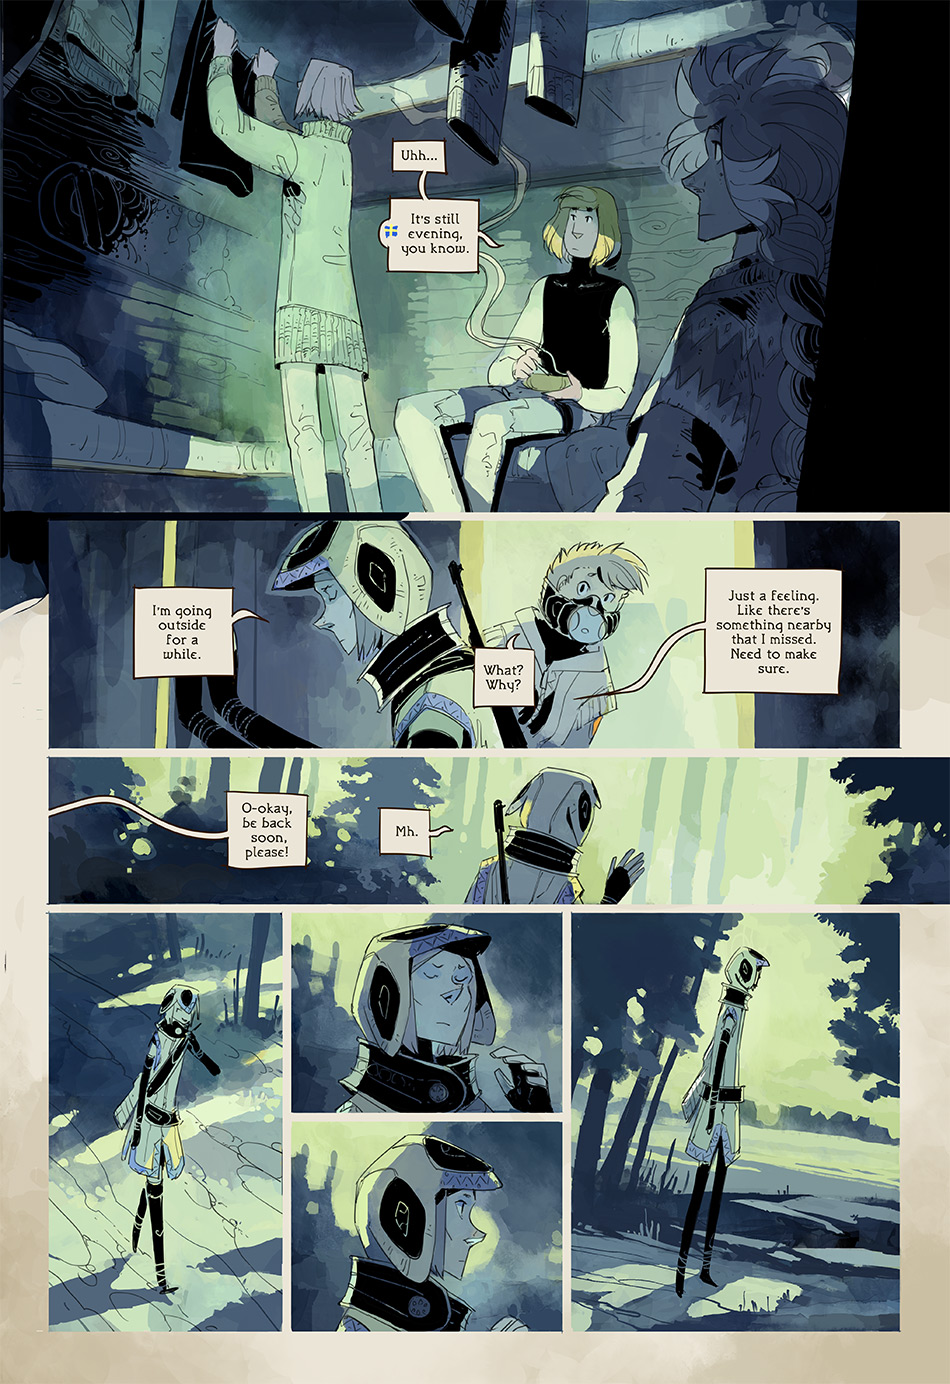 Uhh...
It's still
evening,
you know.
I'm going
outside
for a
while.
What?
Why?
Just a feeling.
Like there's
something nearby
that I missed.
Need to make
sure.
O-okay,
be back
soon,
please!
Mh.